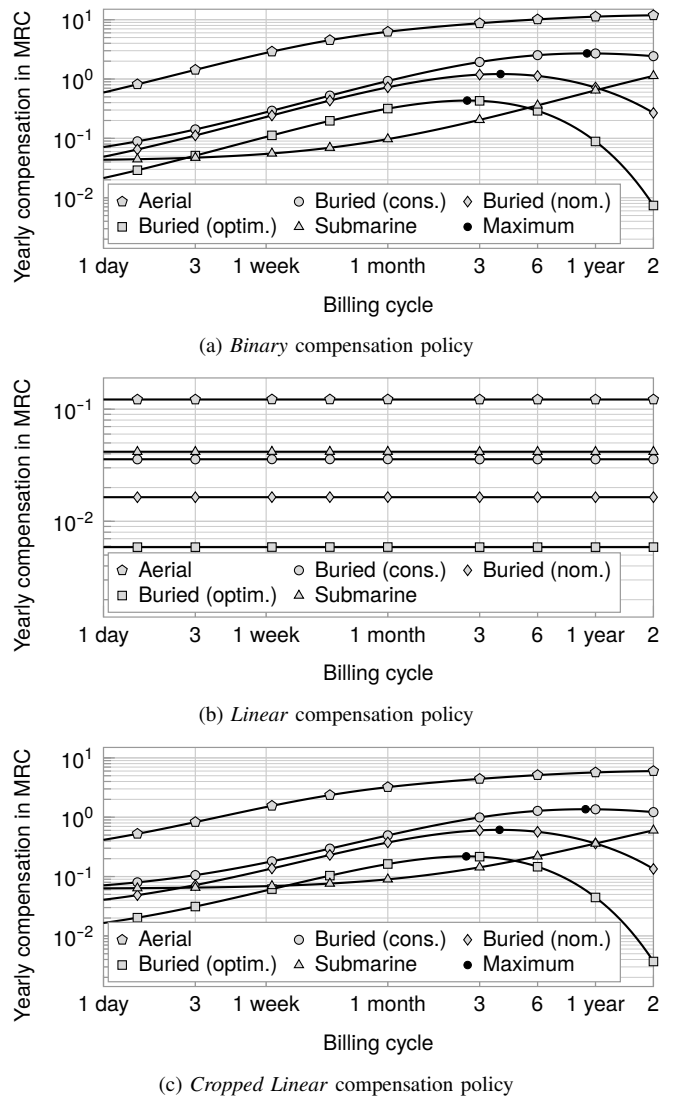 Yearly compensation in MRC
10^1
10^0
10^−1
10^−2
Aerial Buried (cons.) Buried (nom.)
Buried (optim.) Submarine Maximum
1 day 3 1 week 1 month 3 6 1 year 2
Billing cycle
(a) Binary compensation policy
Yearly compensation in MRC
10^−1
10^−2
Aerial Buried (cons.) Buried (nom.)
Buried (optim.) Submarine
1 day 3 1 week 1 month 3 6 1 year 2
Billing cycle
(b) Linear compensation policy
Yearly compensation in MRC
10^1
10^0
10^−1
10^−2
Aerial Buried (cons.) Buried (nom.)
Buried (optim.) Submarine Maximum
1 day 3 1 week 1 month 3 6 1 year 2
Billing cycle
(c) Cropped Linear compensation policy